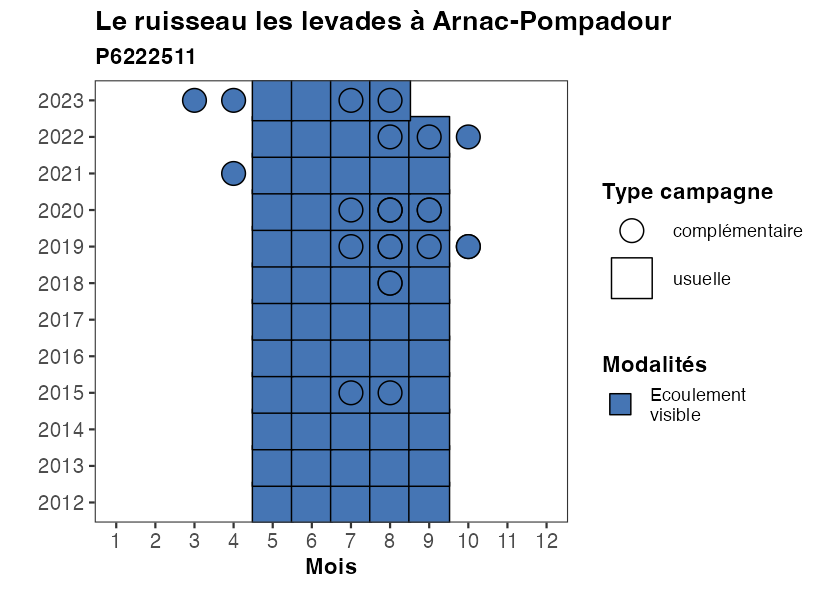 Le ruisseau les levades à Arnac-Pompadour
P6222511
2023
2022
2021
2020
2019
2018
2017
2016
2015
2014
2013
2012
1 2 3 4 5 6 7 8 9 10 11 12
Mois
Type campagne
complémentaire
usuelle
Modalités
Ecoulement
visible